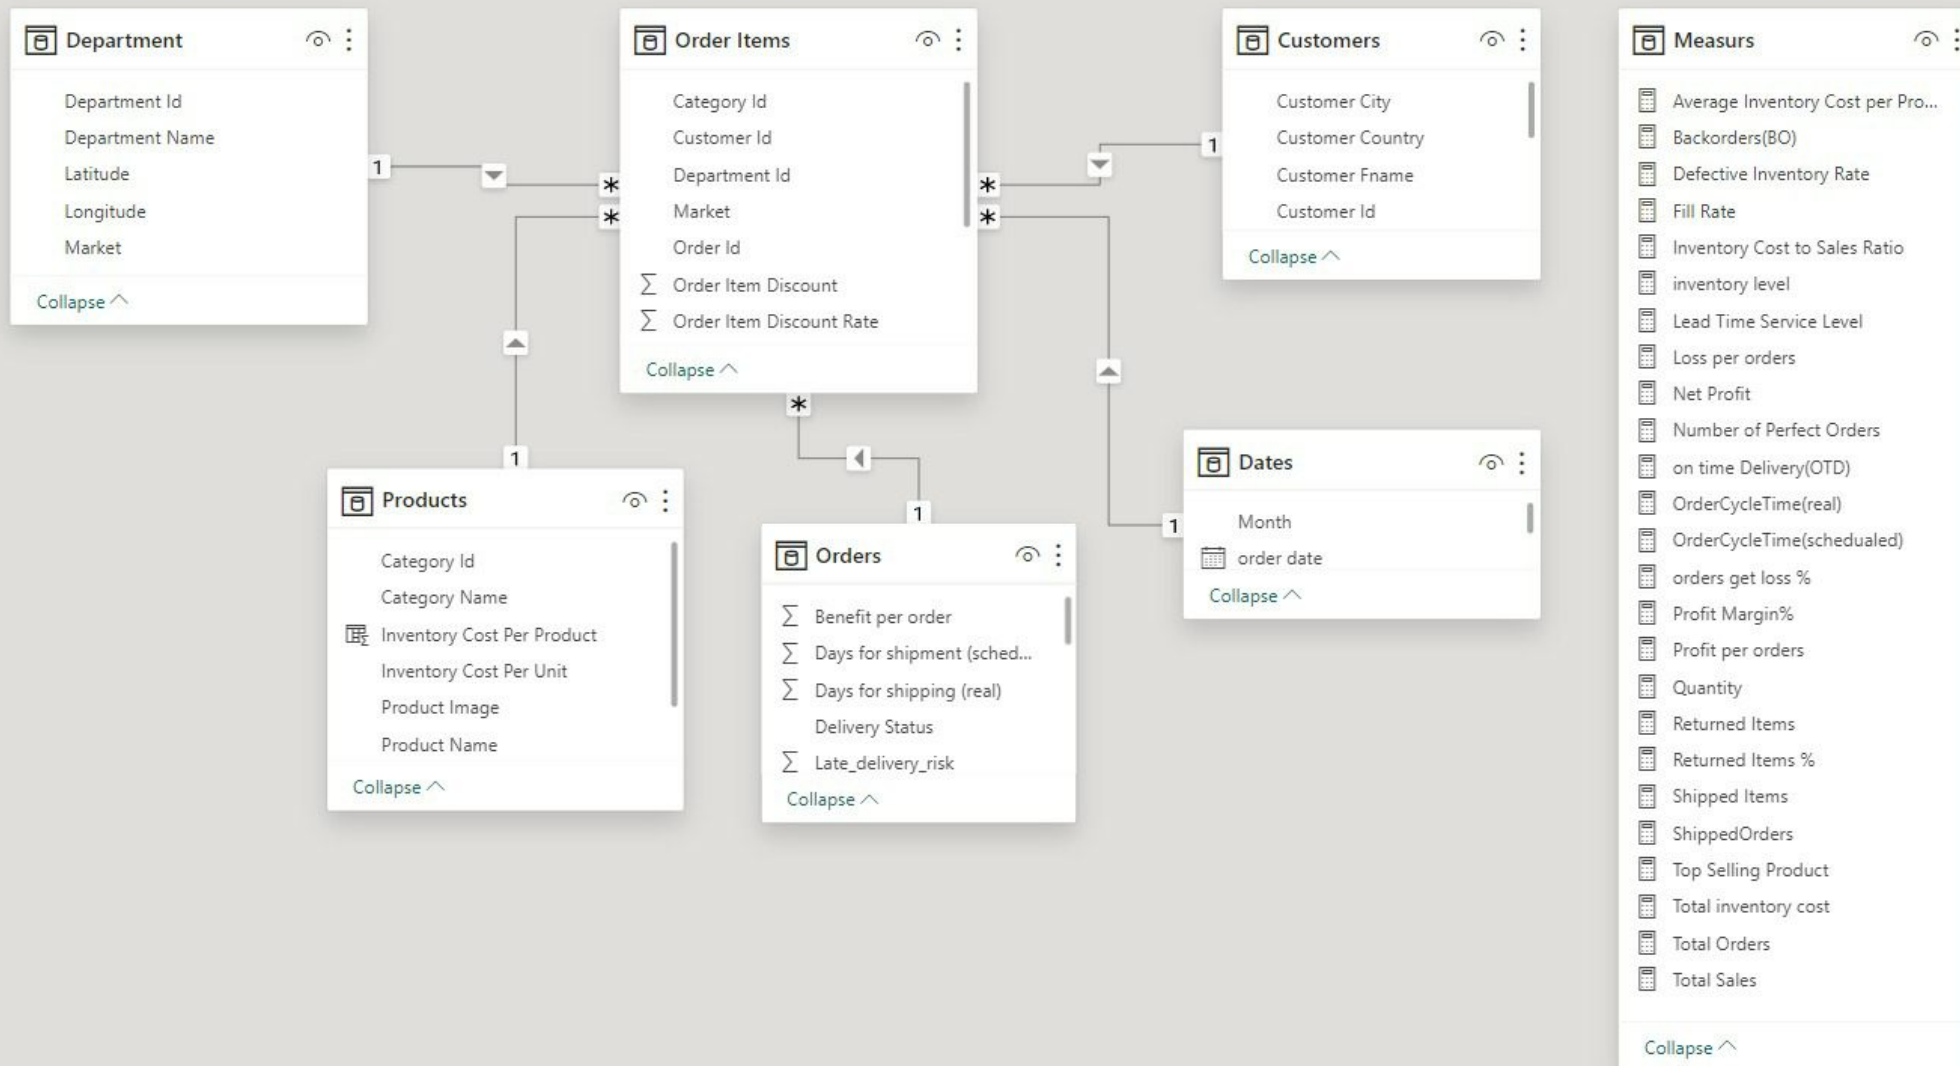 Department
Department Id
Department Name
Latitude
Longitude
Market
Collapse
1
*
*
Order Items
Category Id
Customer Id
Department Id
Market
Order Id
Order Item Discount
Order Item Discount Rate
Collapse
*
*
*
1
Customers
Customer City
Customer Country
Customer Fname
Customer Id
Collapse
1
Products
Category Id
Category Name
Inventory Cost Per Product
Inventory Cost Per Unit
Product Image
Product Name
Collapse
1
Orders
Benefit per order
Days for shipment (sched...
Days for shipping (real)
Delivery Status
Late_delivery_risk
Collapse
1
Dates
Month
order date
Collapse
Measurs
Average Inventory Cost per Pro...
Backorders(BO)
Defective Inventory Rate
Fill Rate
Inventory Cost to Sales Ratio
inventory level
Lead Time Service Level
Loss per orders
Net Profit
Number of Perfect Orders
on time Delivery(OTD)
OrderCycleTime(real)
OrderCycleTime(schedualed)
orders get loss %
Profit Margin%
Profit per orders
Quantity
Returned Items
Returned Items %
Shipped Items
ShippedOrders
Top Selling Product
Total inventory cost
Total Orders
Total Sales
Collapse